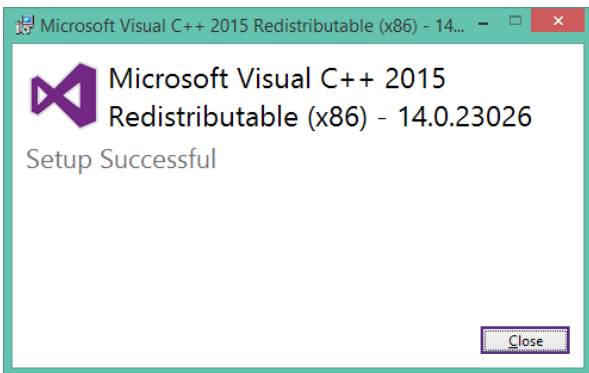 Microsoft Visual C++ 2015 Redistributable (x86) - 14...
Microsoft Visual C++ 2015
Redistributable (x86) - 14.0.23026
Setup Successful
Close